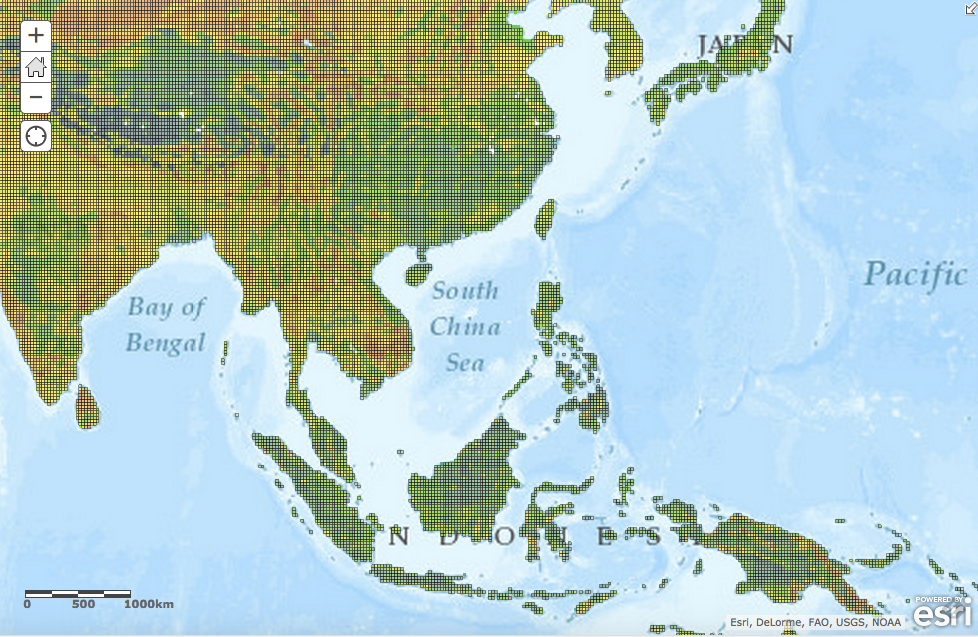 +
−
JAPAN
Pacific
Bay of
Bengal
South
China
Sea
0 500 1000km
POWERED BY
esri
Esri, DeLorme, FAO, USGS, NOAA